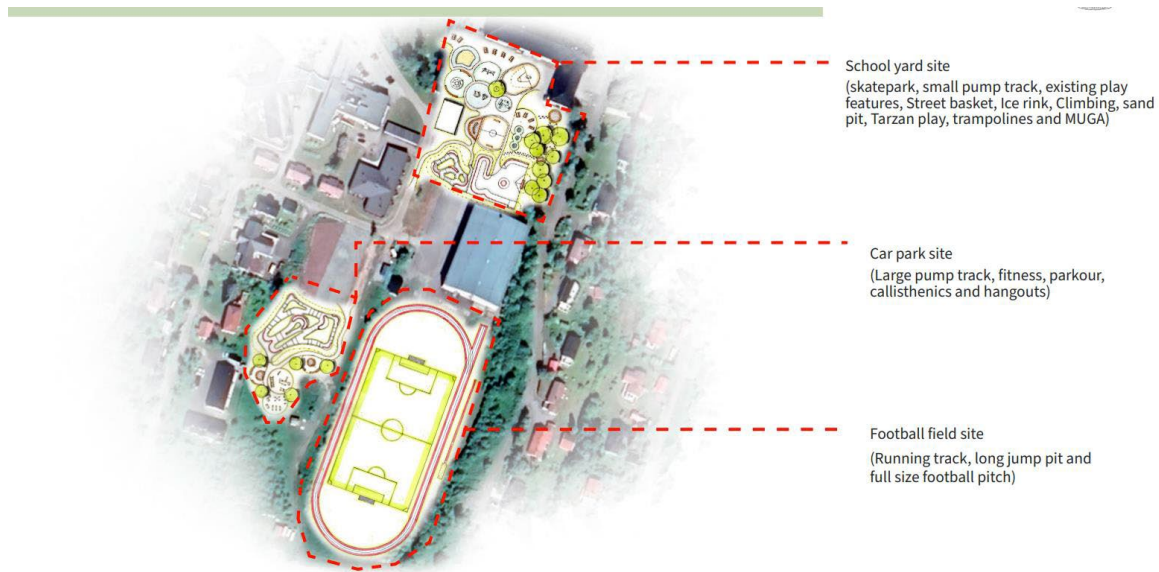 School yard site
(skatepark, small pump track, existing play
features, Street basket, Ice rink, Climbing, sand
pit, Tarzan play, trampolines and MUGA)
Car park site
(Large pump track, fitness, parkour,
callisthenics and hangouts)
Football field site
(Running track, long jump pit and
full size football pitch)